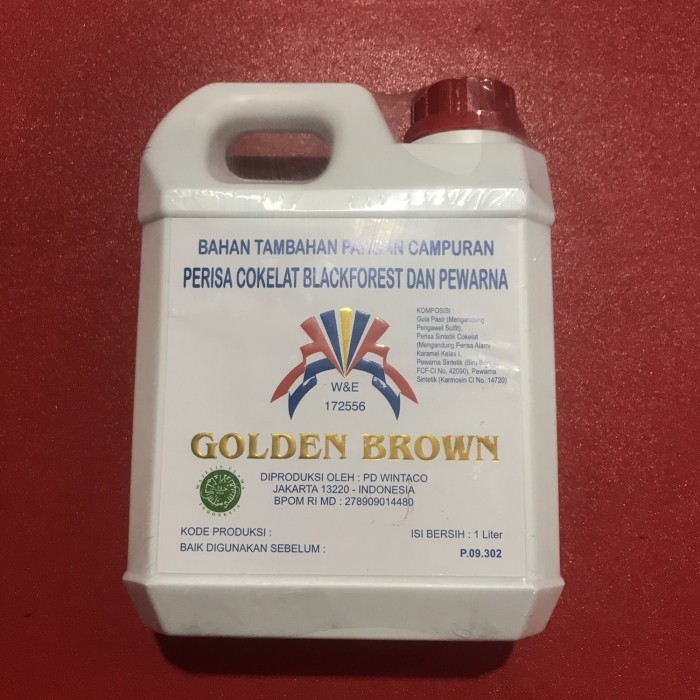 BAHAN TAMBAHAN PANGAN CAMPURAN
PERISA COKELAT BLACKFOREST DAN PEWARNA
KOMPOSISI :
Gula Pasir (Mengandung
Pengawet Sulfit),
Perisa Sintetik Cokelat
(Mengandung Perisa Alami
Karamel Kelas I,
Pewarna Sintetik (Biru
FCF CI No. 42090), Pewarna
Sintetik (Karmosin CI No. 14720)
W&E
172556
GOLDEN BROWN
DIPRODUKSI OLEH : PD WINTACO
JAKARTA 13220 - INDONESIA
BPOM RI MD : 278909014480
MAJELIS ULAMA
INDONESIA
KODE PRODUKSI :
ISI BERSIH : 1 Liter
BAIK DIGUNAKAN SEBELUM :
P.09.302